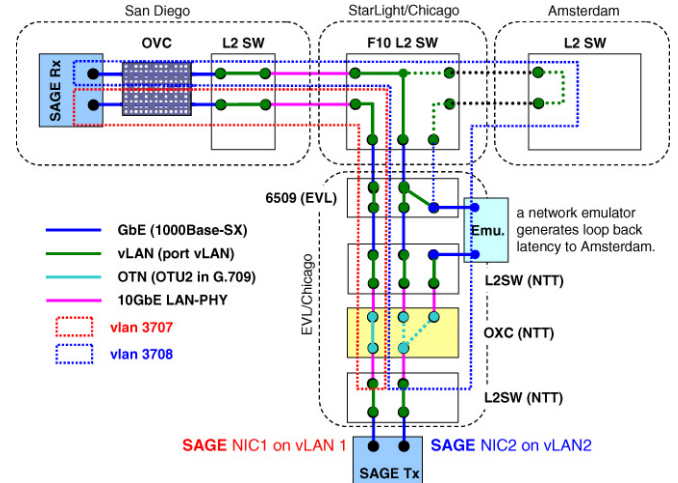 San Diego
StarLight/Chicago
Amsterdam
OVC
L2 SW
F10 L2 SW
L2 SW
SAGE Rx
6509 (EVL)
Emu.
a network emulator
generates loop back
latency to Amsterdam.
GbE (1000Base-SX)
vLAN (port vLAN)
OTN (OTU2 in G.709)
10GbE LAN-PHY
vlan 3707
vlan 3708
EVL/Chicago
L2SW (NTT)
OXC (NTT)
L2SW (NTT)
SAGE NIC1 on vLAN 1
SAGE NIC2 on vLAN2
SAGE Tx